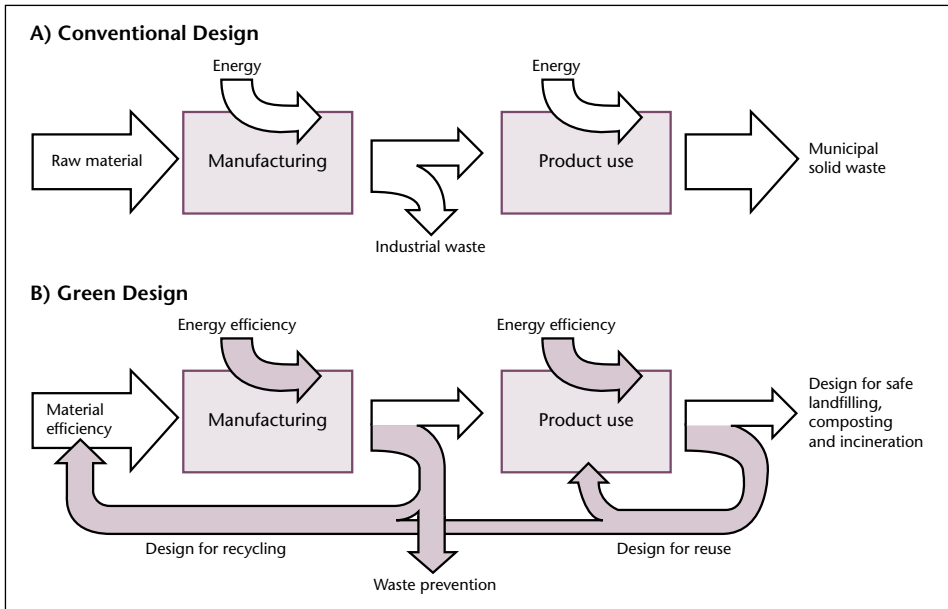 A) Conventional Design
Energy
Energy
Raw material
Manufacturing
Product use
Municipal
solid waste
Industrial waste
B) Green Design
Energy efficiency
Energy efficiency
Material
efficiency
Manufacturing
Product use
Design for safe
landfilling,
composting
and incineration
Design for recycling
Design for reuse
Waste prevention